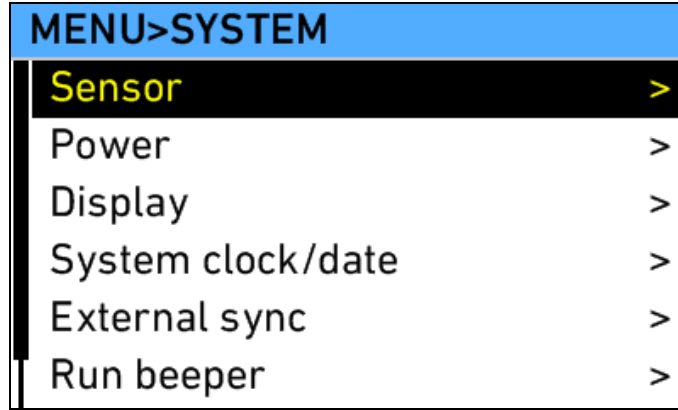 MENU>SYSTEM
Sensor >
Power >
Display >
System clock/date >
External sync >
Run beeper >